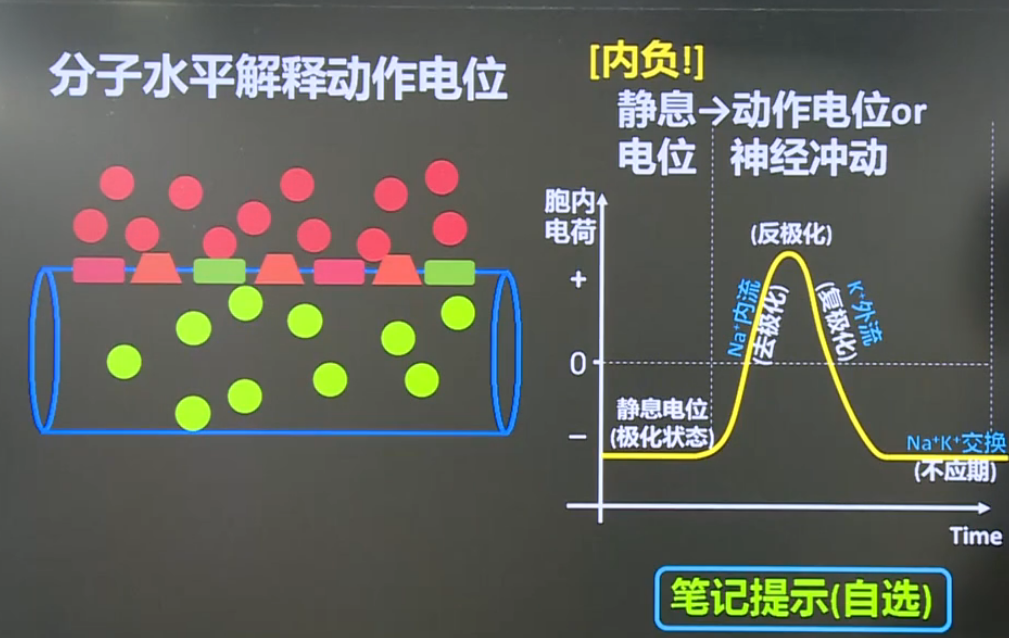 分子水平解释动作电位
[内负!]
静息→动作电位or
电位 神经冲动
胞内
电荷
(反极化)
+
Na⁺内流
(去极化)
K⁺外流
(复极化)
0
静息电位
(极化状态)
−
Na⁺K⁺交换
(不应期)
Time
笔记提示(自选)